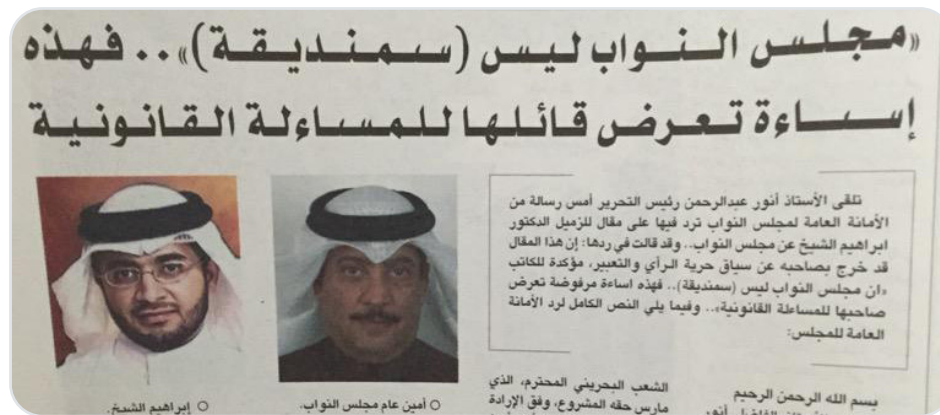 «مجلس النواب ليس (سمنديقة)».. فهذه
إساءة تعرض قائلها للمساءلة القانونية
تلقى الأستاذ أنور عبدالرحمن رئيس التحرير أمس رسالة من
الأمانة العامة لمجلس النواب ترد فيها على مقال للزميل الدكتور
ابراهيم الشيخ عن مجلس النواب.. وقد قالت في ردها: إن هذا المقال
قد خرج بصاحبه عن سياق حرية الرأي والتعبير، مؤكدة للكاتب
«ان مجلس النواب ليس (سمنديقة).. فهذه اساءة مرفوضة تعرض
صاحبها للمساءلة القانونية».. وفيما يلي النص الكامل لرد الأمانة
العامة للمجلس:
بسم الله الرحمن الرحيم
أنور
الشعب البحريني المحترم، الذي
مارس حقه المشروع، وفق الإرادة
○ أمين عام مجلس النواب.
○ إبراهيم الشيخ.